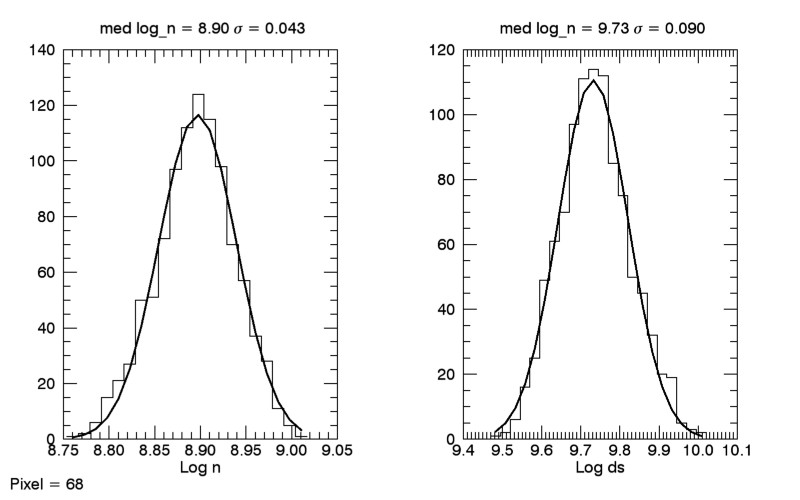 med log_n = 8.90 σ = 0.043
140
120
100
80
60
40
20
0
8.75 8.80 8.85 8.90 8.95 9.00 9.05
Log n
med log_n = 9.73 σ = 0.090
120
100
80
60
40
20
0
9.4 9.5 9.6 9.7 9.8 9.9 10.0 10.1
Log ds
Pixel = 68